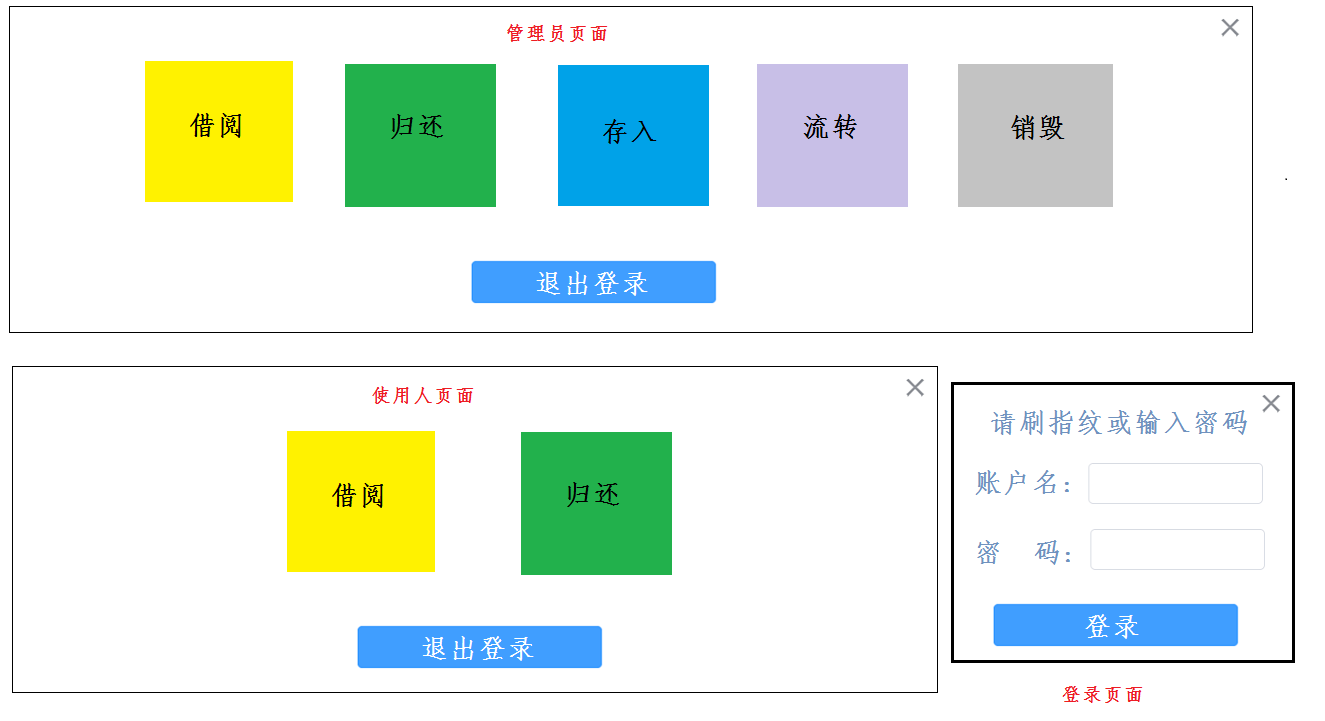 管理员页面
借阅
归还
存入
流转
销毁
退出登录
使用人页面
借阅
归还
退出登录
请刷指纹或输入密码
账户名：
密 码：
登录
登录页面